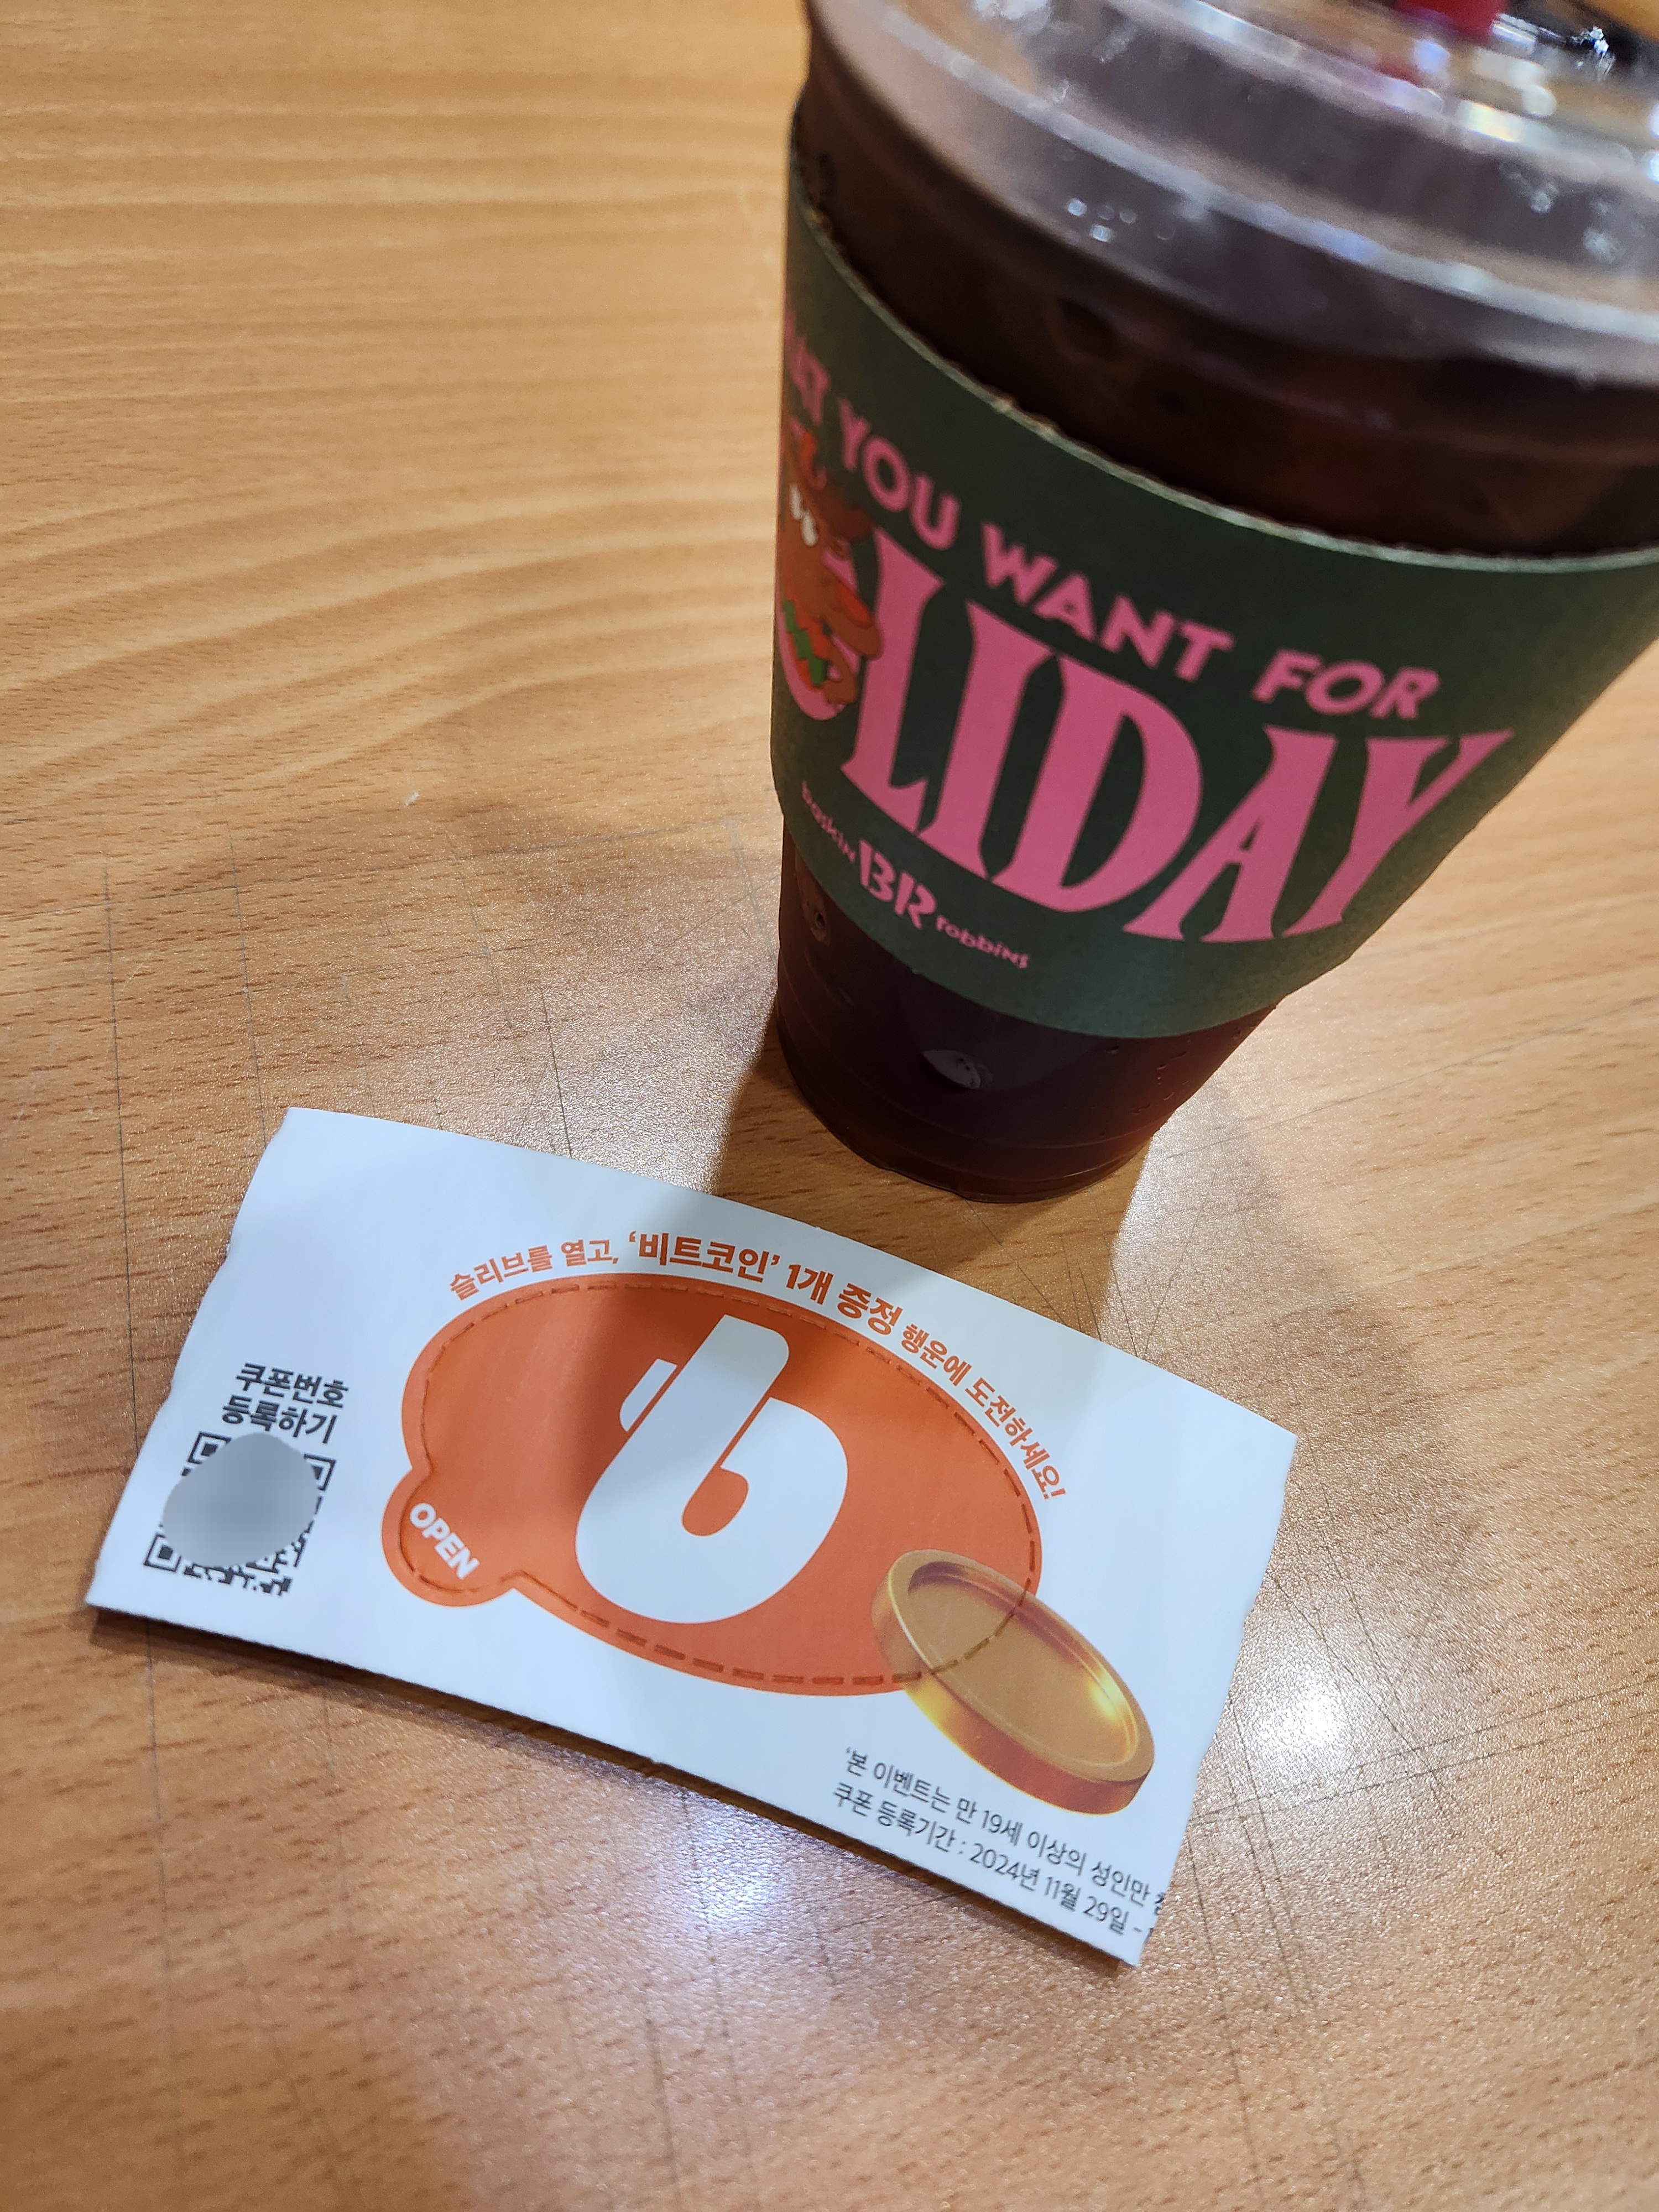 YOU WANT FOR
LIDAY
baskin BR robbins
슬리브를 열고, ‘비트코인’ 1개 증정 행운에 도전하세요!
쿠폰번호
등록하기
OPEN
‘본 이벤트는 만 19세 이상의 성인만
쿠폰 등록기간 : 2024년 11월 29일 -